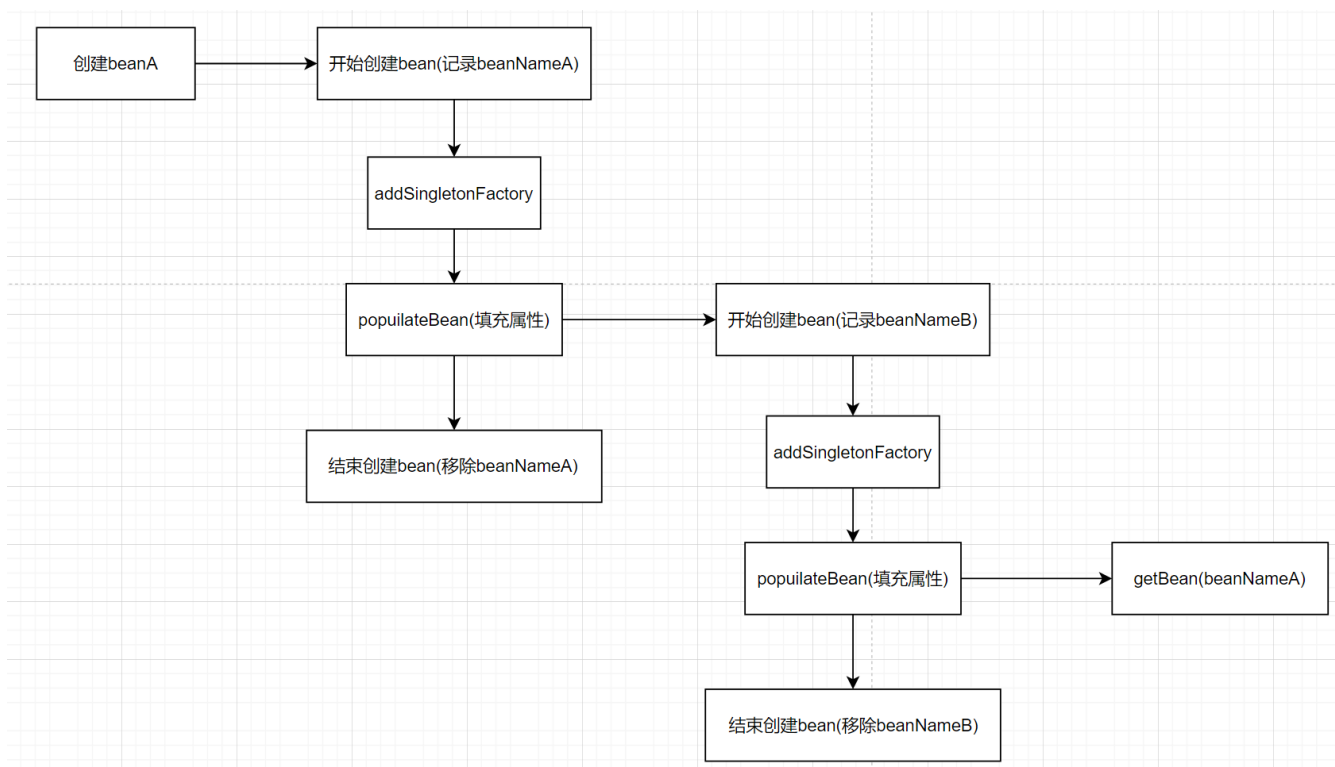 创建beanA
开始创建bean(记录beanNameA)
addSingletonFactory
popuilateBean(填充属性)
开始创建bean(记录beanNameB)
结束创建bean(移除beanNameA)
addSingletonFactory
popuilateBean(填充属性)
getBean(beanNameA)
结束创建bean(移除beanNameB)